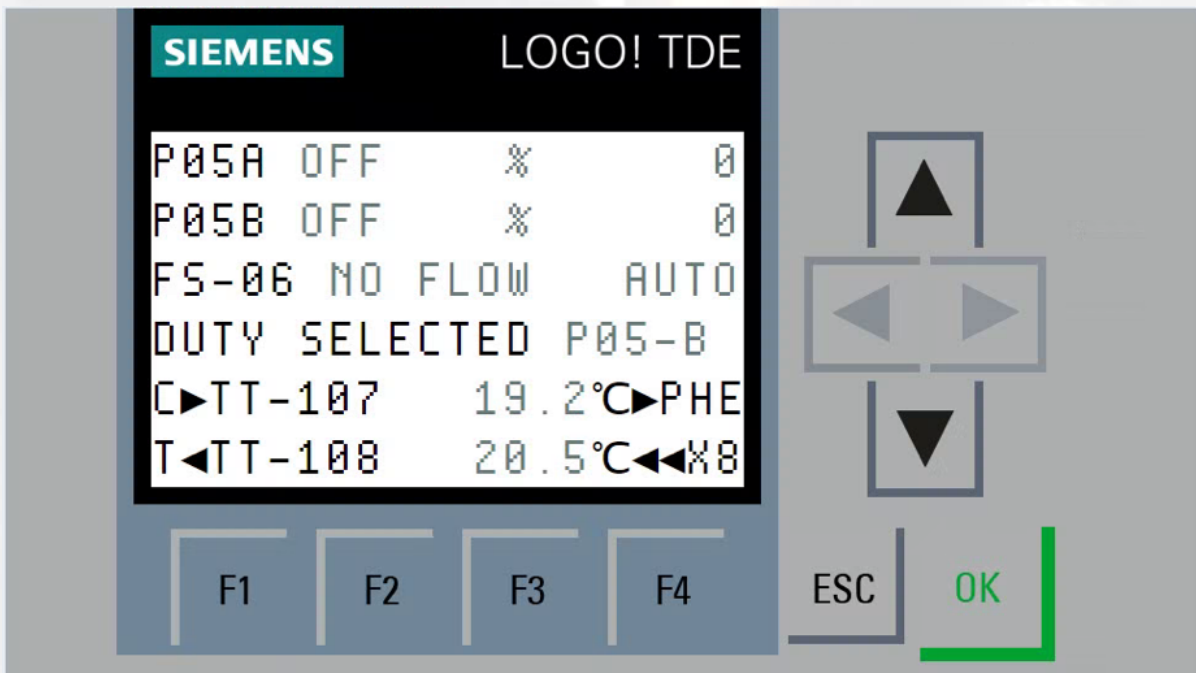 SIEMENS LOGO! TDE
P05A OFF % 0
P05B OFF % 0
FS-06 NO FLOW AUTO
DUTY SELECTED P05-B
C►TT-107 19.2℃►PHE
T◄TT-108 20.5℃◄◄X8
F1 F2 F3 F4 ESC OK